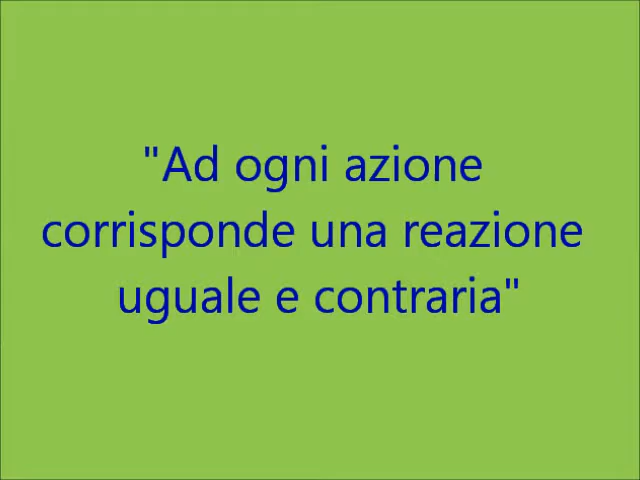 "Ad ogni azione
corrisponde una reazione
uguale e contraria"